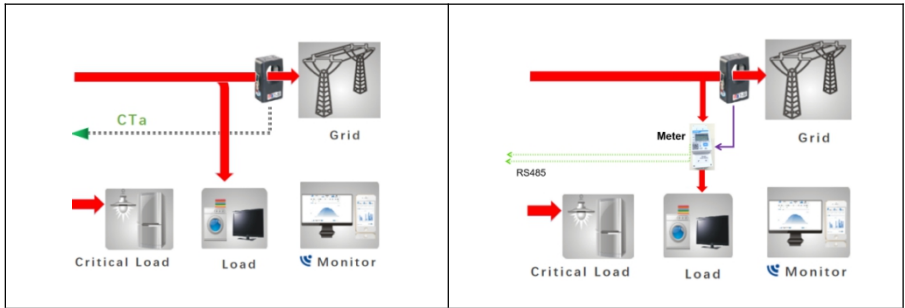 CTa
Grid
Critical Load
Load
Monitor
Meter
Grid
RS485
Critical Load
Load
Monitor